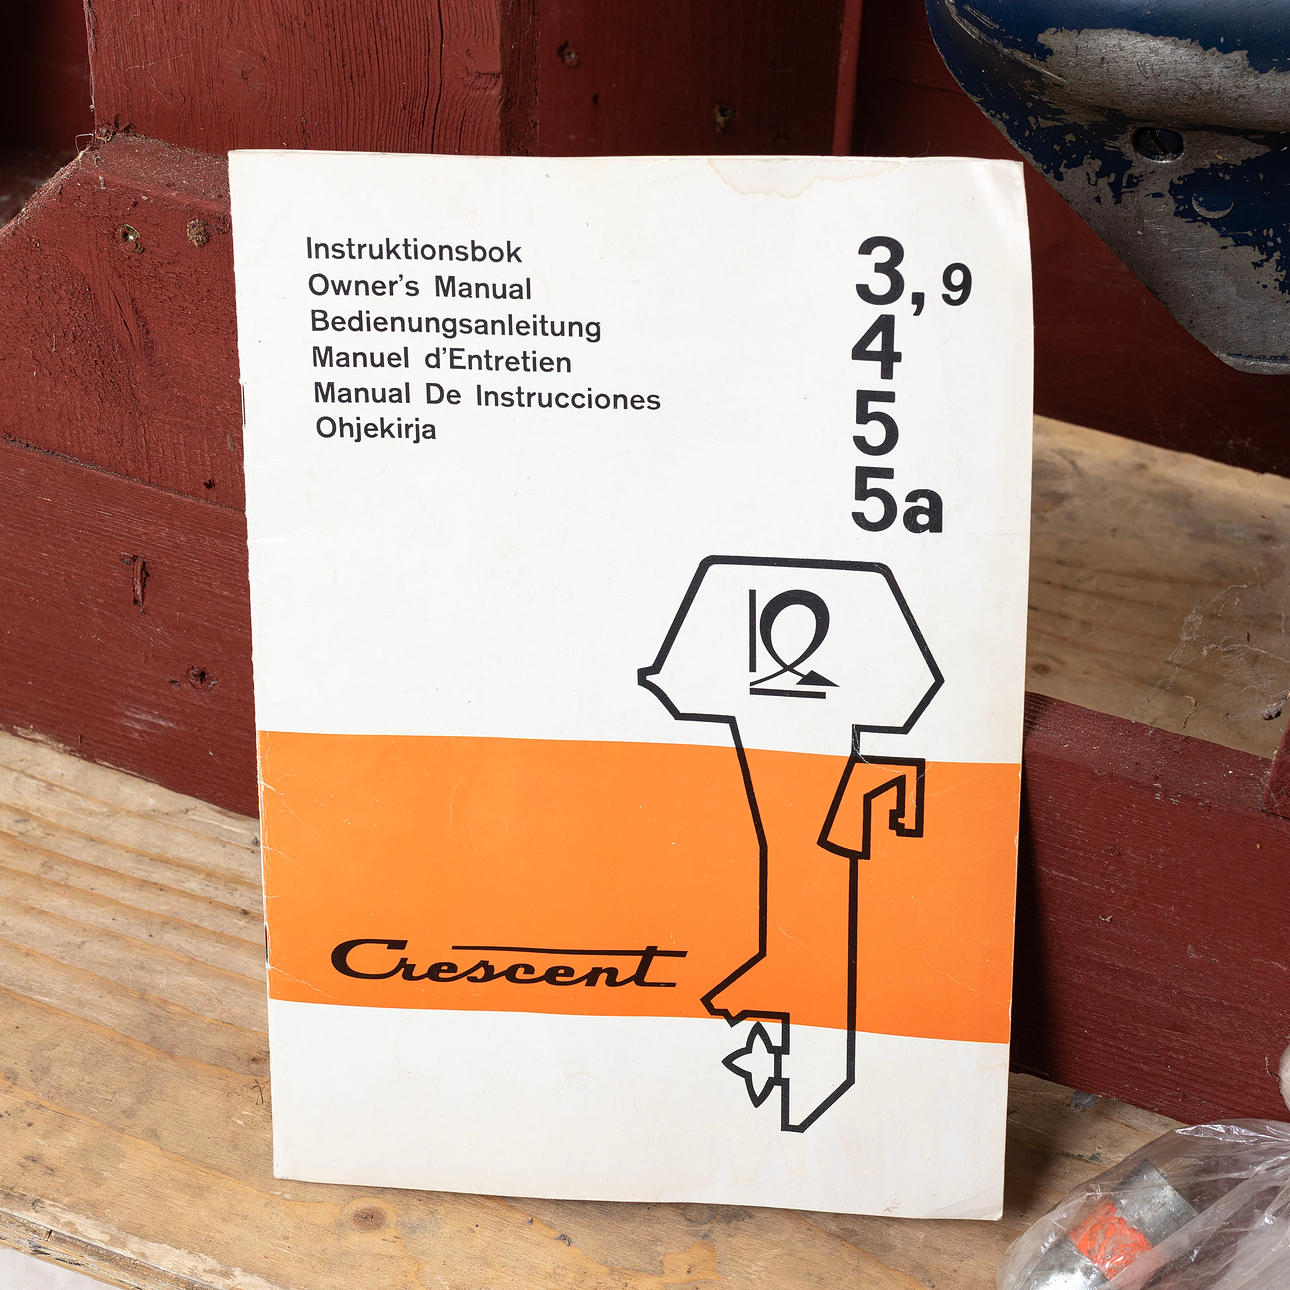 Instruktionsbok
Owner's Manual
Bedienungsanleitung
Manuel d'Entretien
Manual De Instrucciones
Ohjekirja
3,9
4
5
5a
Crescent